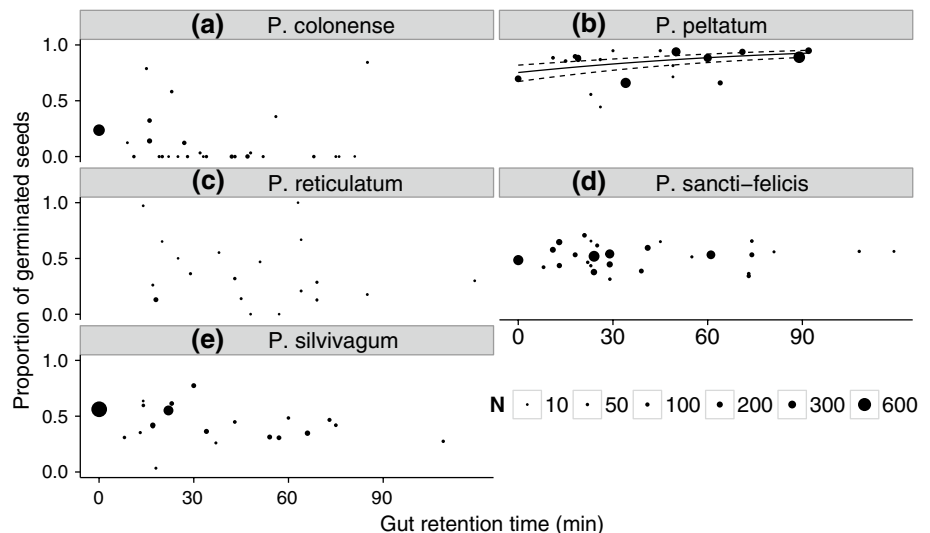 (a) P. colonense
(b) P. peltatum
1.0
0.5
0.0
(c) P. reticulatum
(d) P. sancti−felicis
1.0
0.5
0.0
0 30 60 90
(e) P. silvivagum
1.0
0.5
0.0
0 30 60 90
N 10 50 100 200 300 600
Proportion of germinated seeds
Gut retention time (min)